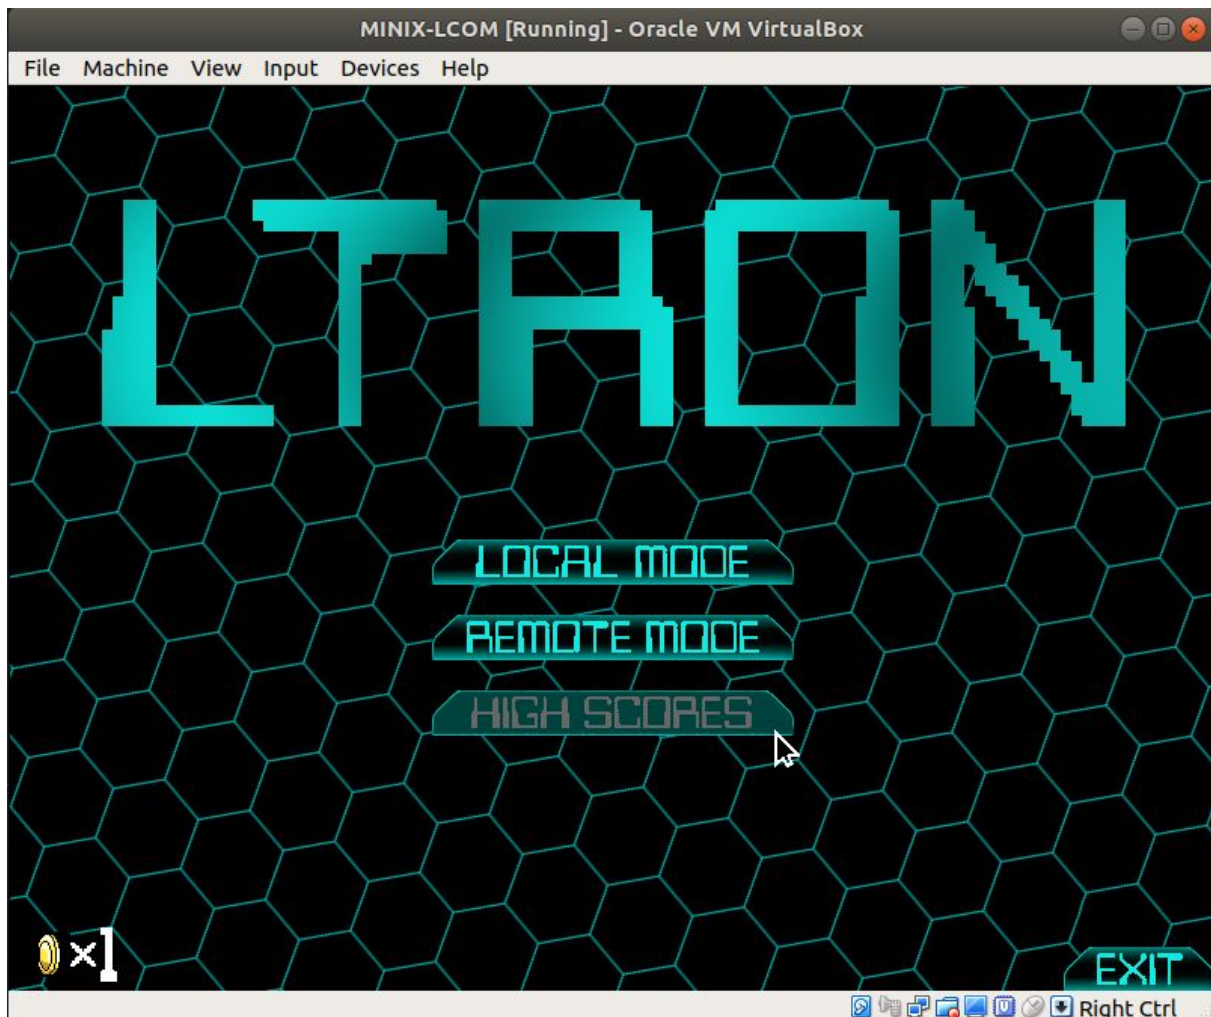 MINIX-LCOM [Running] - Oracle VM VirtualBox
File Machine View Input Devices Help
LTRON
LOCAL MODE
REMOTE MODE
HIGH SCORES
×1
EXIT
Right Ctrl